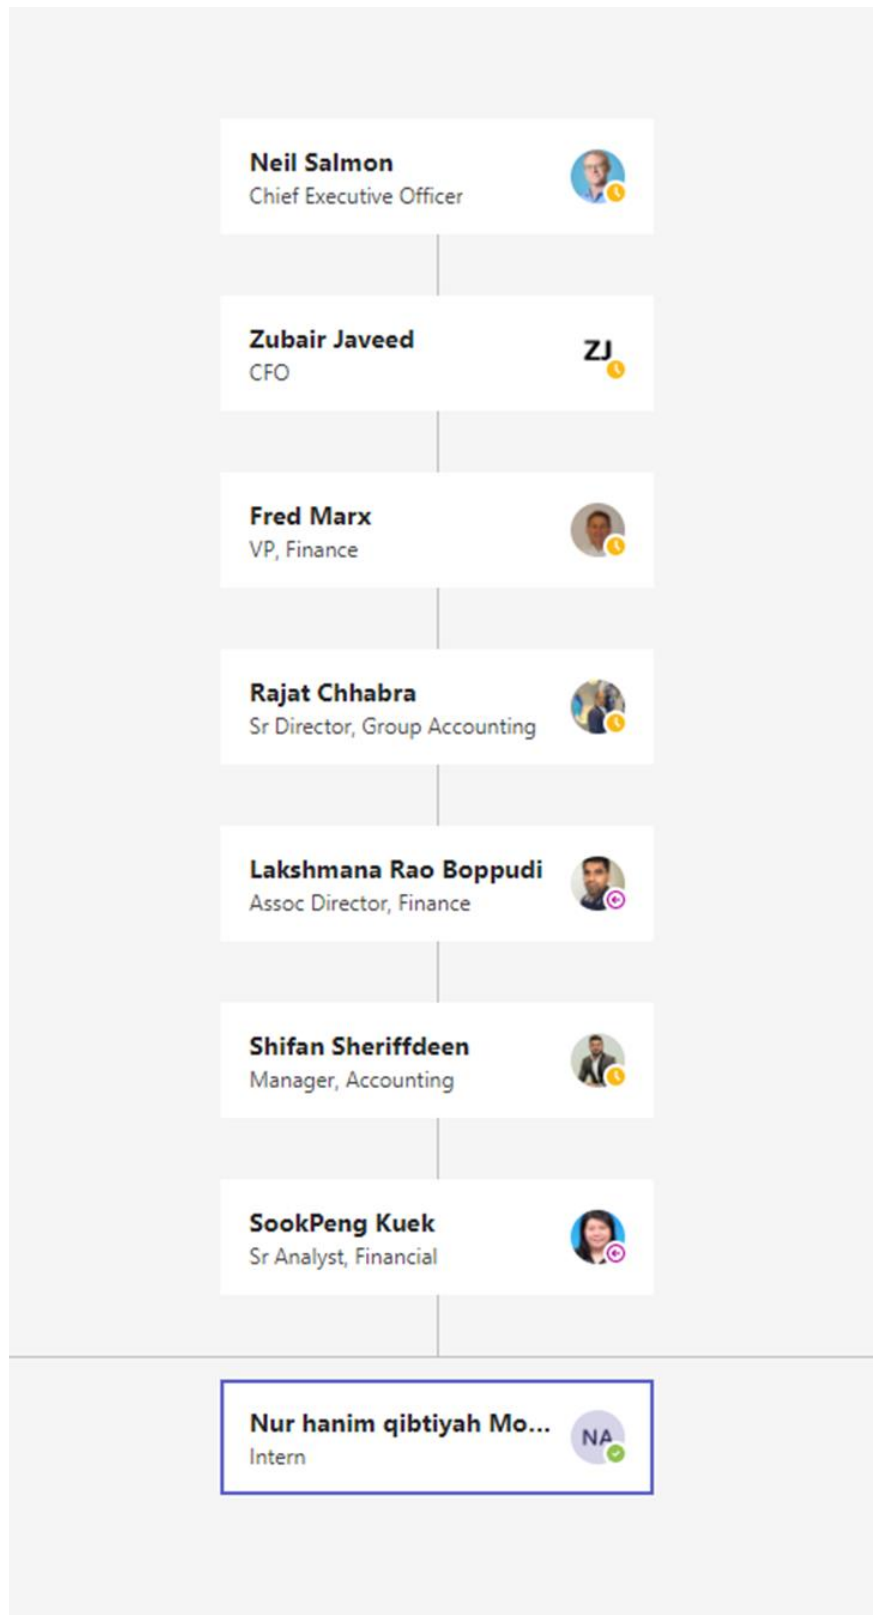 Neil Salmon
Chief Executive Officer
Zubair Javeed
CFO
ZJ
Fred Marx
VP, Finance
Rajat Chhabra
Sr Director, Group Accounting
Lakshmana Rao Boppudi
Assoc Director, Finance
Shifan Sheriffdeen
Manager, Accounting
SookPeng Kuek
Sr Analyst, Financial
Nur hanim qibtiyah Mo...
Intern
NA